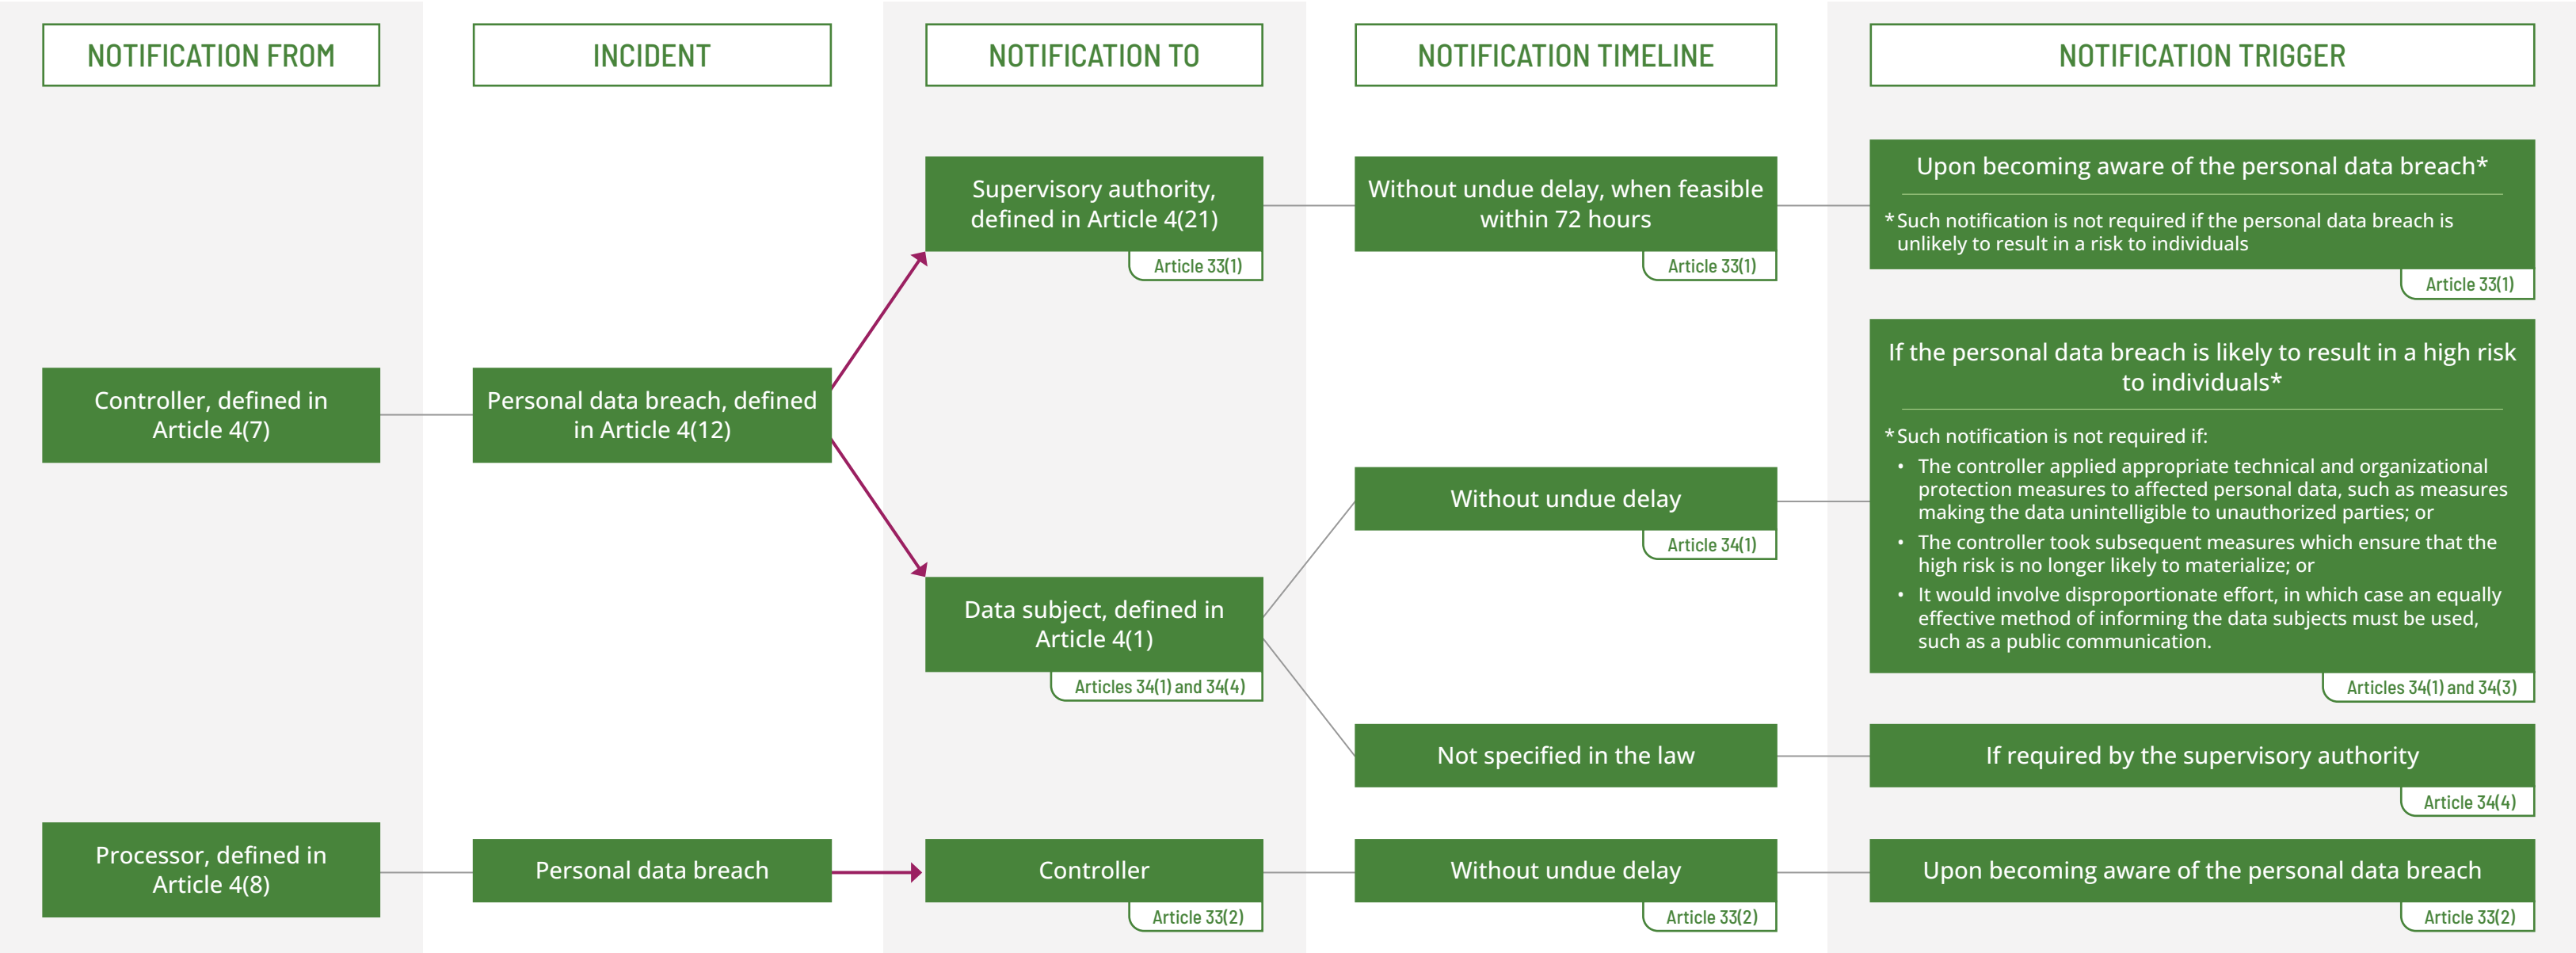 NOTIFICATION FROM
INCIDENT
NOTIFICATION TO
NOTIFICATION TIMELINE
NOTIFICATION TRIGGER
Controller, defined in
Article 4(7)
Personal data breach, defined
in Article 4(12)
Supervisory authority,
defined in Article 4(21)
Article 33(1)
Without undue delay, when feasible
within 72 hours
Article 33(1)
Upon becoming aware of the personal data breach*
* Such notification is not required if the personal data breach is
unlikely to result in a risk to individuals
Article 33(1)
Data subject, defined in
Article 4(1)
Articles 34(1) and 34(4)
Without undue delay
Article 34(1)
If the personal data breach is likely to result in a high risk
to individuals*
* Such notification is not required if:
• The controller applied appropriate technical and organizational
protection measures to affected personal data, such as measures
making the data unintelligible to unauthorized parties; or
• The controller took subsequent measures which ensure that the
high risk is no longer likely to materialize; or
• It would involve disproportionate effort, in which case an equally
effective method of informing the data subjects must be used,
such as a public communication.
Articles 34(1) and 34(3)
Not specified in the law
If required by the supervisory authority
Article 34(4)
Processor, defined in
Article 4(8)
Personal data breach
Controller
Article 33(2)
Without undue delay
Article 33(2)
Upon becoming aware of the personal data breach
Article 33(2)